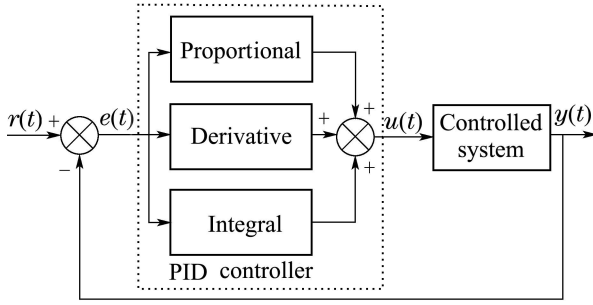 Proportional
r(t) + e(t) Derivative + + u(t) Controlled system y(t)
−
+
Integral
PID controller